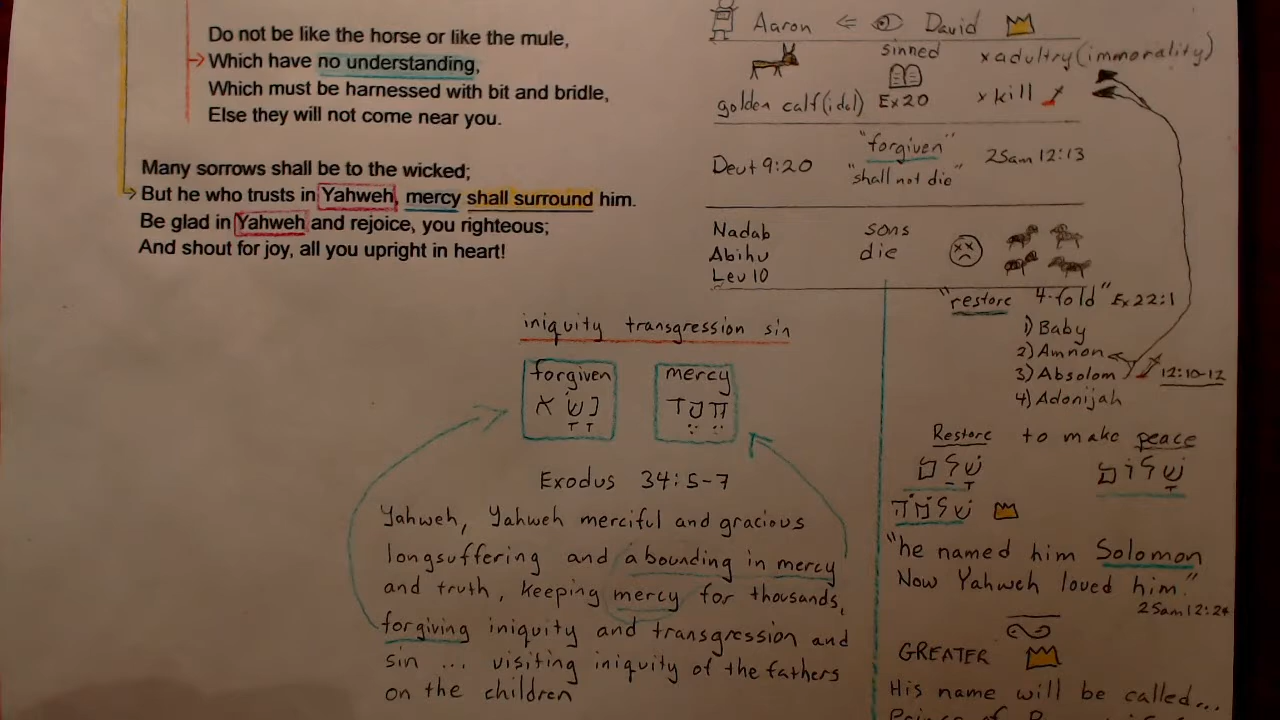 Do not be like the horse or like the mule,
Which have no understanding,
Which must be harnessed with bit and bridle,
Else they will not come near you.
Many sorrows shall be to the wicked;
But he who trusts in Yahweh, mercy shall surround him.
Be glad in Yahweh and rejoice, you righteous;
And shout for joy, all you upright in heart!
Aaron David
sinned x adultry (immorality)
golden calf (idol) Ex 20 x kill
"forgiven"
Deut 9:20 2 Sam 12:13
"shall not die"
Nadab sons
Abihu die
Lev 10
"restore 4-fold" Ex 22:1
1) Baby
2) Amnon
3) Absolom 12:10-12
4) Adonijah
Restore to make peace
שָׁלַם שָׁלוֹם
שְׁלֹמֹה
"he named him Solomon
Now Yahweh loved him."
2 Sam 12:24
GREATER
His name will be called...
iniquity transgression sin
forgiven mercy
נָשָׂא חֶסֶד
Exodus 34:5-7
Yahweh, Yahweh merciful and gracious
longsuffering and abounding in mercy
and truth, keeping mercy for thousands,
forgiving iniquity and transgression and
sin ... visiting iniquity of the fathers
on the children